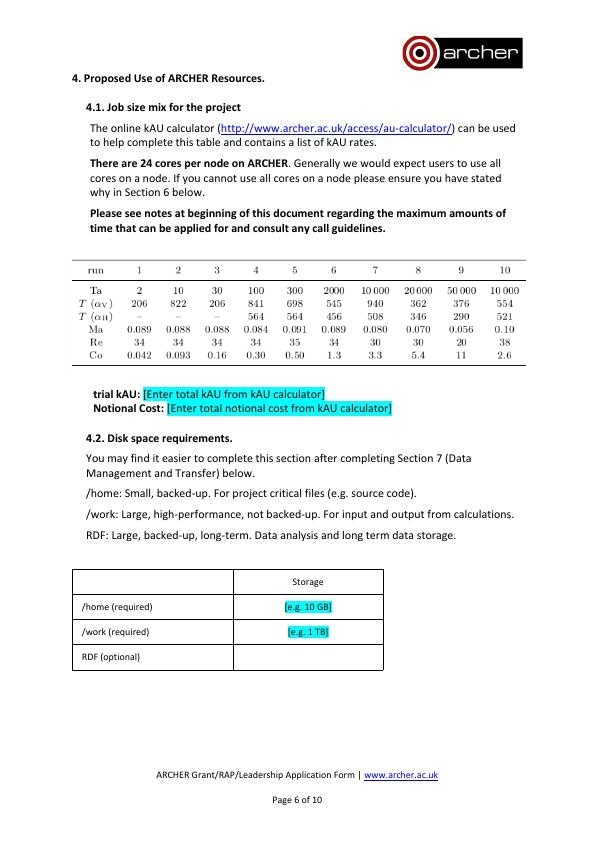 archer
4. Proposed Use of ARCHER Resources.
4.1. Job size mix for the project
The online kAU calculator (http://www.archer.ac.uk/access/au-calculator/) can be used
to help complete this table and contains a list of kAU rates.
There are 24 cores per node on ARCHER. Generally we would expect users to use all
cores on a node. If you cannot use all cores on a node please ensure you have stated
why in Section 6 below.
Please see notes at beginning of this document regarding the maximum amounts of
time that can be applied for and consult any call guidelines.
run 1 2 3 4 5 6 7 8 9 10
Ta 2 10 30 100 300 2000 10 000 20 000 50 000 10 000
T (αV) 206 822 206 841 698 545 940 362 376 554
T (αH) – – – 564 564 456 508 346 290 521
Ma 0.089 0.088 0.088 0.084 0.091 0.089 0.080 0.070 0.056 0.10
Re 34 34 34 34 35 34 30 30 20 38
Co 0.042 0.093 0.16 0.30 0.50 1.3 3.3 5.4 11 2.6
trial kAU: [Enter total kAU from kAU calculator]
Notional Cost: [Enter total notional cost from kAU calculator]
4.2. Disk space requirements.
You may find it easier to complete this section after completing Section 7 (Data
Management and Transfer) below.
/home: Small, backed-up. For project critical files (e.g. source code).
/work: Large, high-performance, not backed-up. For input and output from calculations.
RDF: Large, backed-up, long-term. Data analysis and long term data storage.
Storage
/home (required) [e.g. 10 GB]
/work (required) [e.g. 1 TB]
RDF (optional)
ARCHER Grant/RAP/Leadership Application Form | www.archer.ac.uk
Page 6 of 10